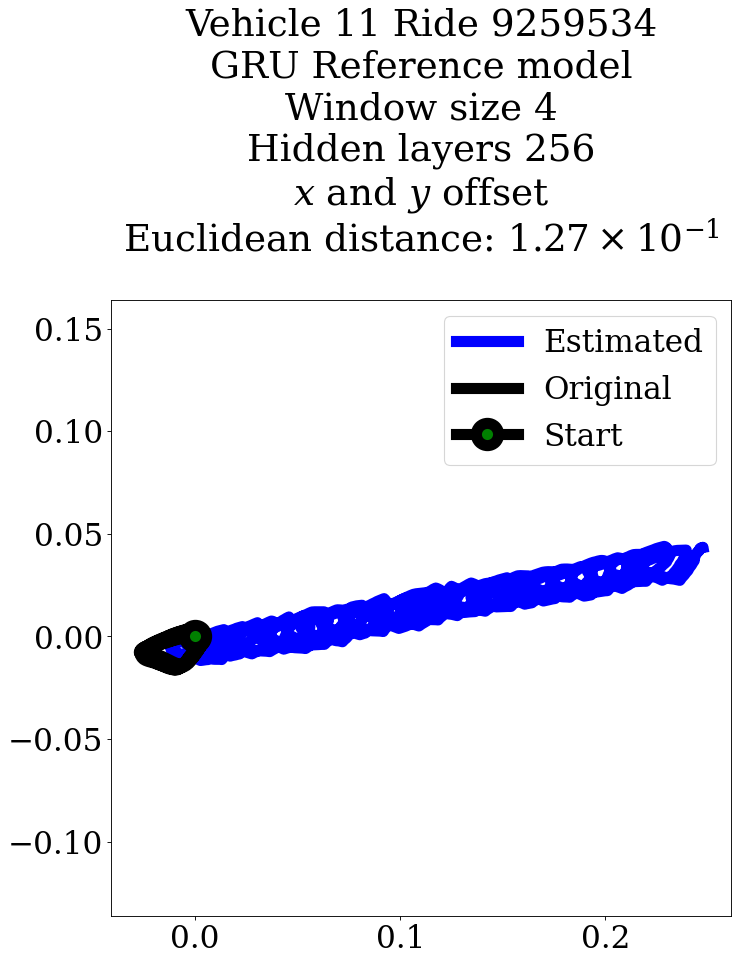 Vehicle 11 Ride 9259534
GRU Reference model
Window size 4
Hidden layers 256
x and y offset
Euclidean distance: 1.27 × 10⁻¹
Estimated
Original
Start
0.15
0.10
0.05
0.00
−0.05
−0.10
0.0 0.1 0.2